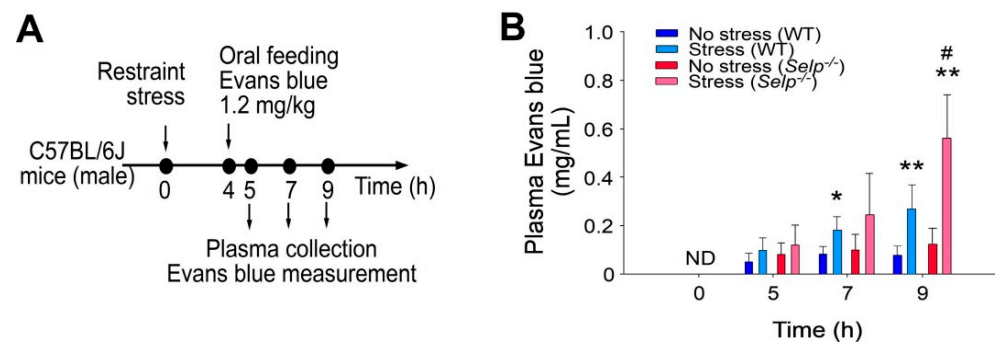 A
Restraint
stress
Oral feeding
Evans blue
1.2 mg/kg
C57BL/6J
mice (male)
0
4
5
7
9
Time (h)
Plasma collection
Evans blue measurement
B
Plasma Evans blue
(mg/mL)
1.0
0.8
0.6
0.4
0.2
0
No stress (WT)
Stress (WT)
No stress (Selp-/-)
Stress (Selp-/-)
ND
*
**
#
**
0
5
7
9
Time (h)